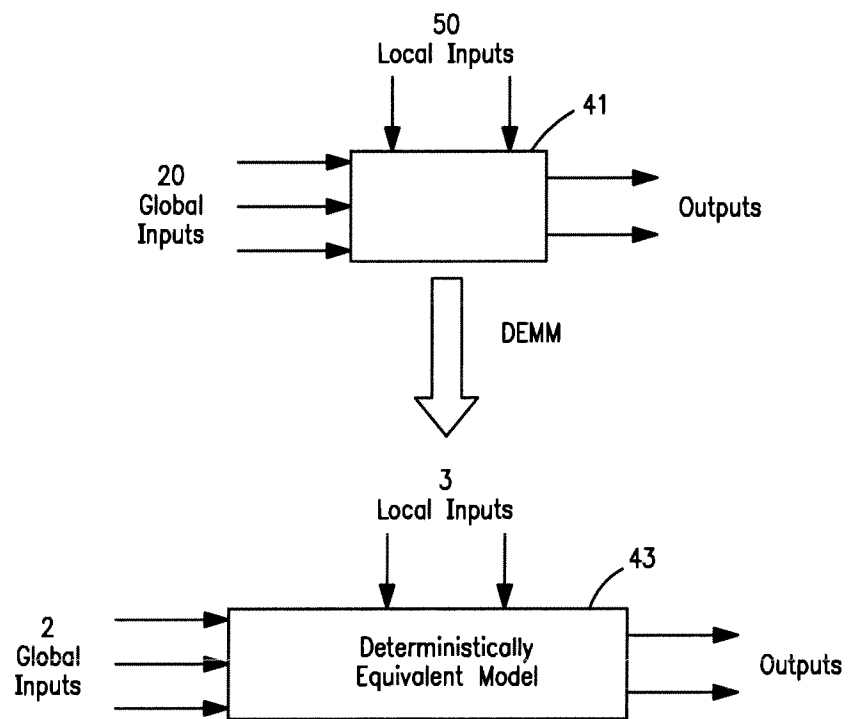 50
Local Inputs
41
20
Global
Inputs
Outputs
DEMM
3
Local Inputs
43
2
Global
Inputs
Deterministically
Equivalent Model
Outputs